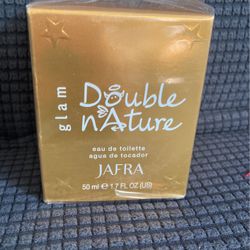 glam
Double
nAture
eau de toilette
agua de tocador
JAFRA
50 ml ℮ 1.7 FL. OZ (US)